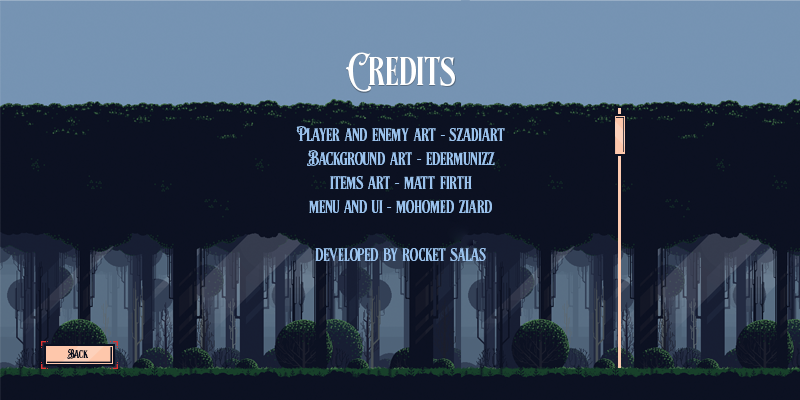 Credits
Player and enemy art - szadiart
Background art - edermunizz
items art - matt firth
menu and ui - mohomed ziard
developed by rocket salas
Back